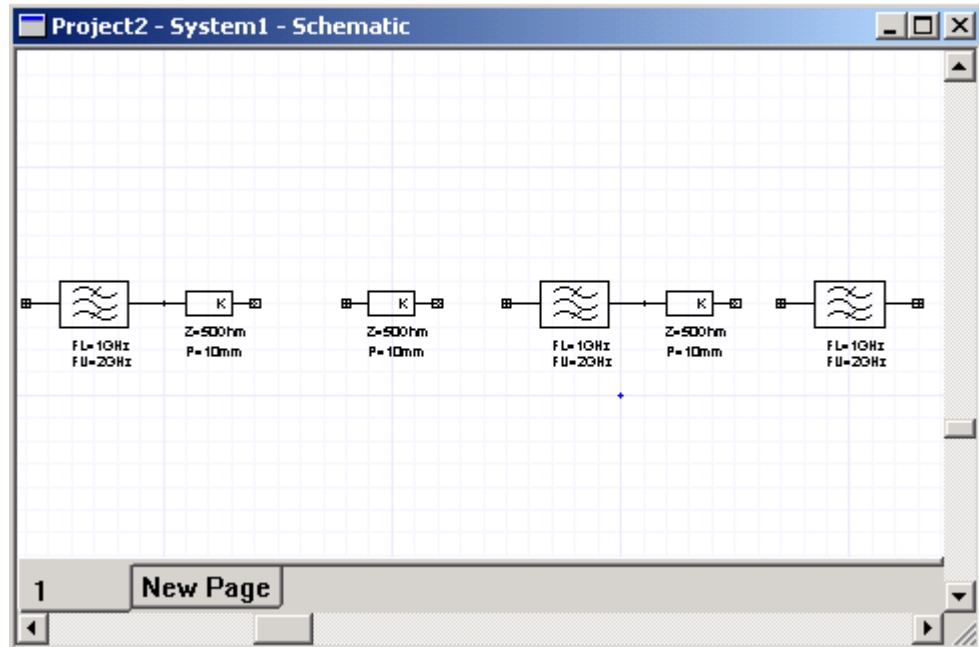 Project2 - System1 - Schematic
K
Z=50Ohm
P=10mm
K
Z=50Ohm
P=10mm
K
Z=50Ohm
P=10mm
FL=1GHz
FU=2GHz
FL=1GHz
FU=2GHz
FL=1GHz
FU=2GHz
1
New Page